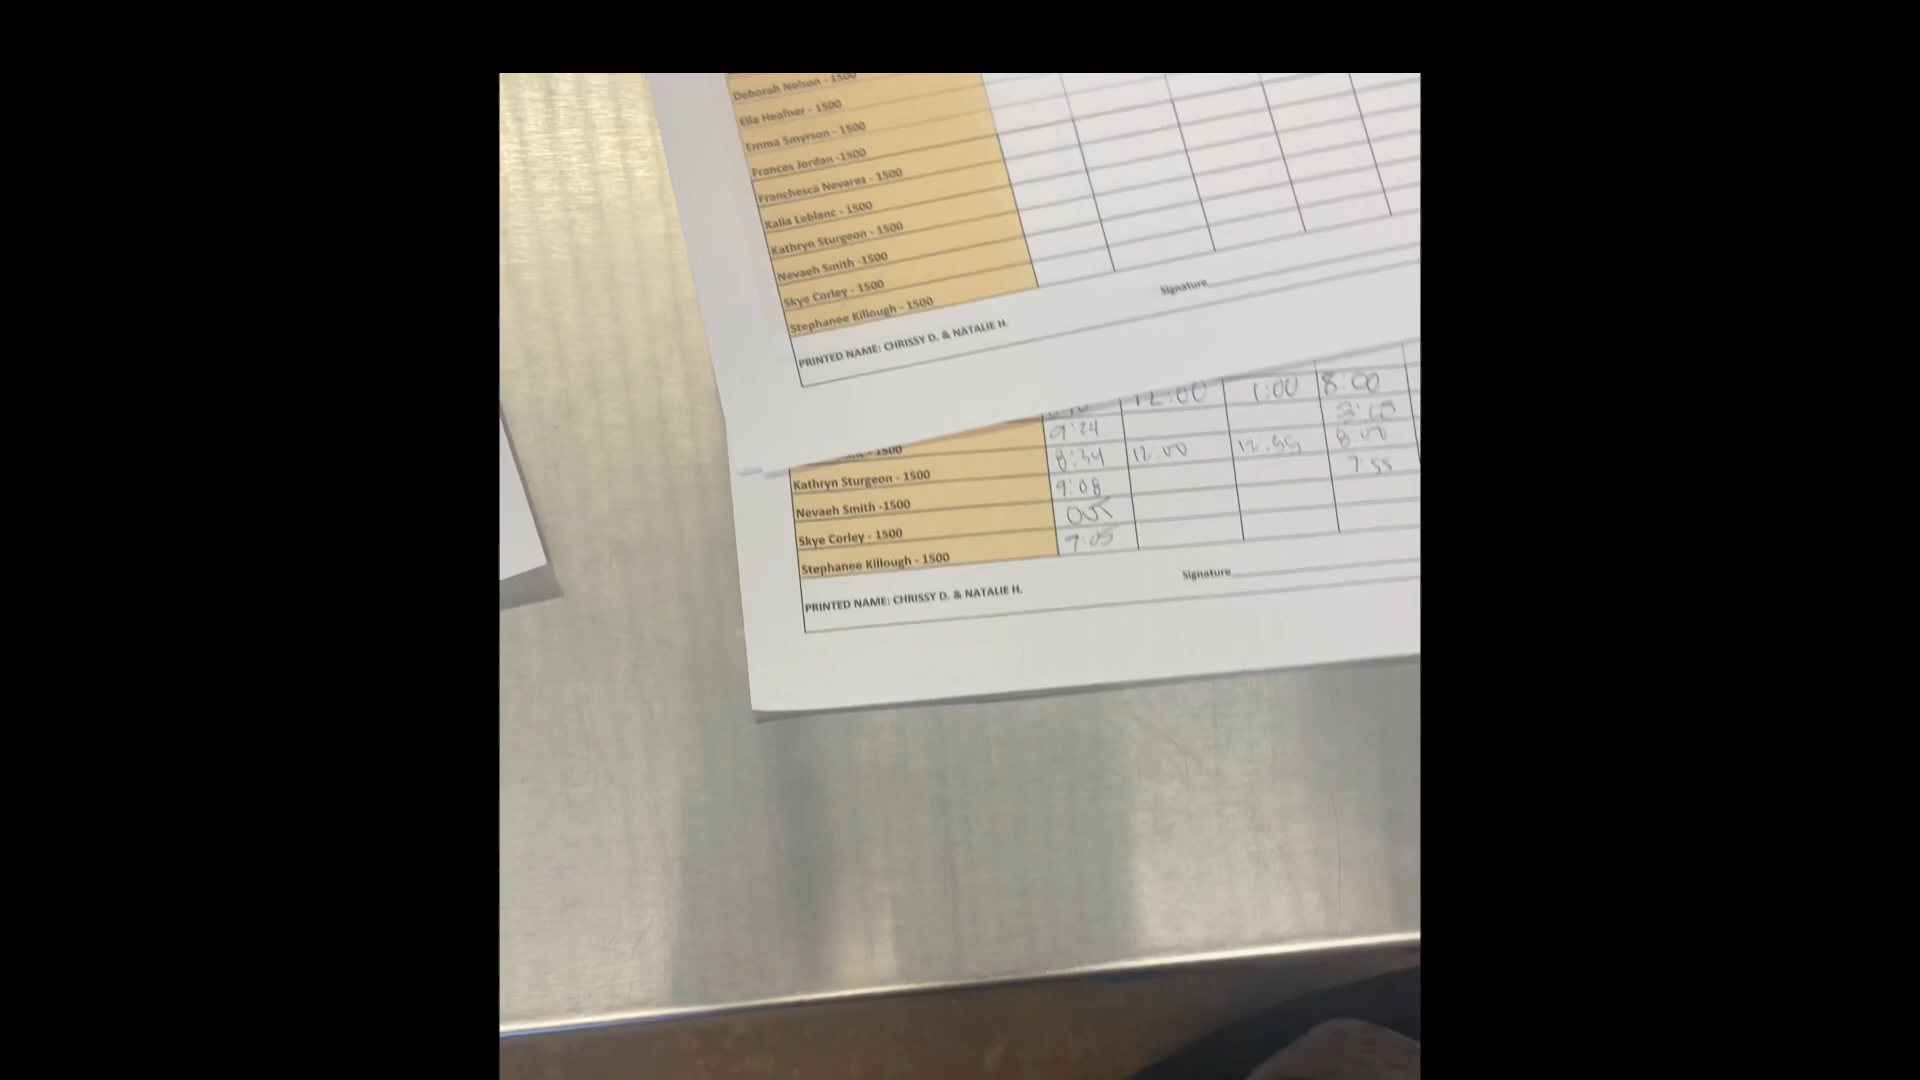 Deborah Nelson - 1500
Ella Heafner - 1500
Emma Smyrson - 1500
Frances Jordan -1500
Franchesca Nevarez - 1500
Kalia Leblanc - 1500
Kathryn Sturgeon - 1500
Nevaeh Smith -1500
Skye Corley - 1500
Stephanee Killough - 1500
Signature
PRINTED NAME: CHRISSY D. & NATALIE H.
12:00 1:00 8:00
9:24
- 1500 8:34 12:00 12:55 8:00
Kathryn Sturgeon - 1500 9:08 7:55
Nevaeh Smith -1500 OUT
Skye Corley - 1500 9:05
Stephanee Killough - 1500
Signature
PRINTED NAME: CHRISSY D. & NATALIE H.